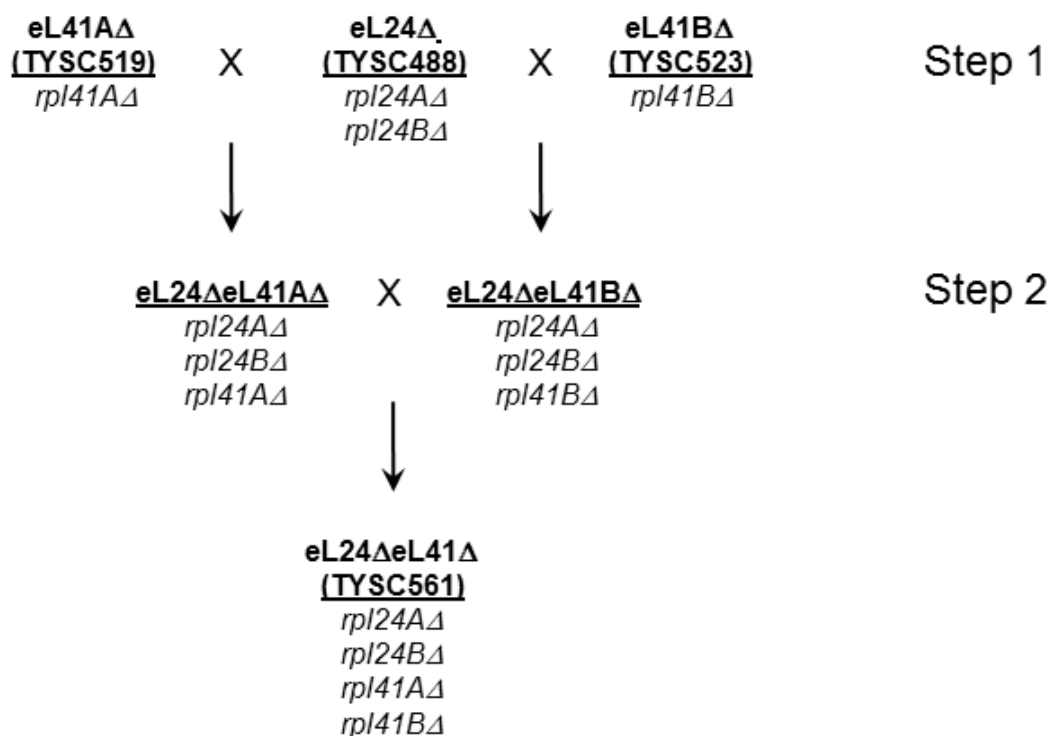 eL41AΔ eL24Δ eL41BΔ
(TYSC519) X (TYSC488) X (TYSC523) Step 1
rpl41AΔ rpl24AΔ rpl41BΔ
rpl24BΔ
eL24ΔeL41AΔ X eL24ΔeL41BΔ Step 2
rpl24AΔ rpl24AΔ
rpl24BΔ rpl24BΔ
rpl41AΔ rpl41BΔ
eL24ΔeL41Δ
(TYSC561)
rpl24AΔ
rpl24BΔ
rpl41AΔ
rpl41BΔ